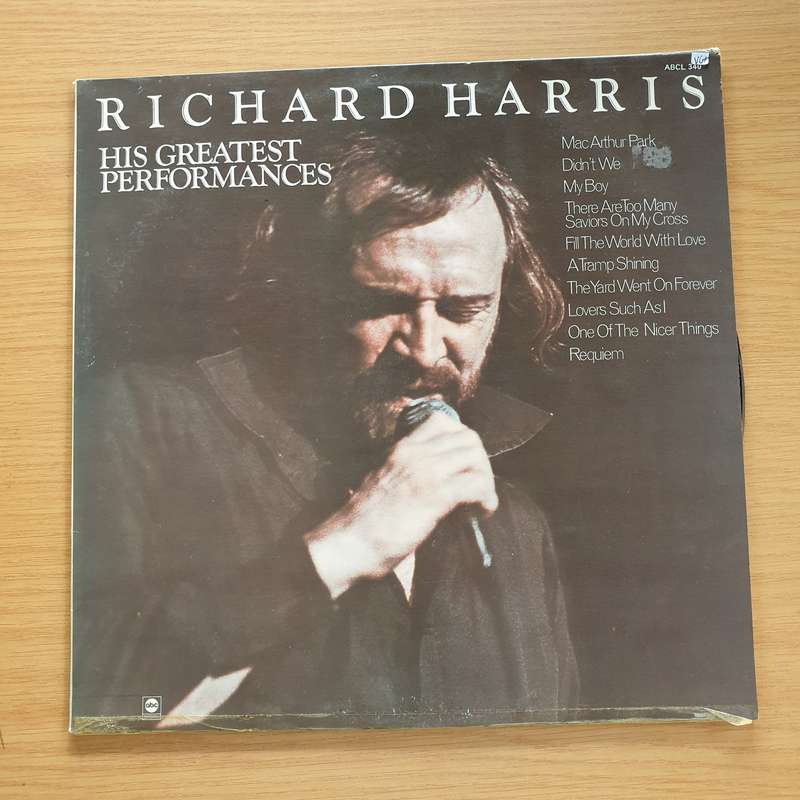 ABCL 340
RICHARD HARRIS
HIS GREATEST
PERFORMANCES
Mac Arthur Park
Didn't We
My Boy
There Are Too Many
Saviors On My Cross
Fill The World With Love
A Tramp Shining
The Yard Went On Forever
Lovers Such As I
One Of The Nicer Things
Requiem
abc